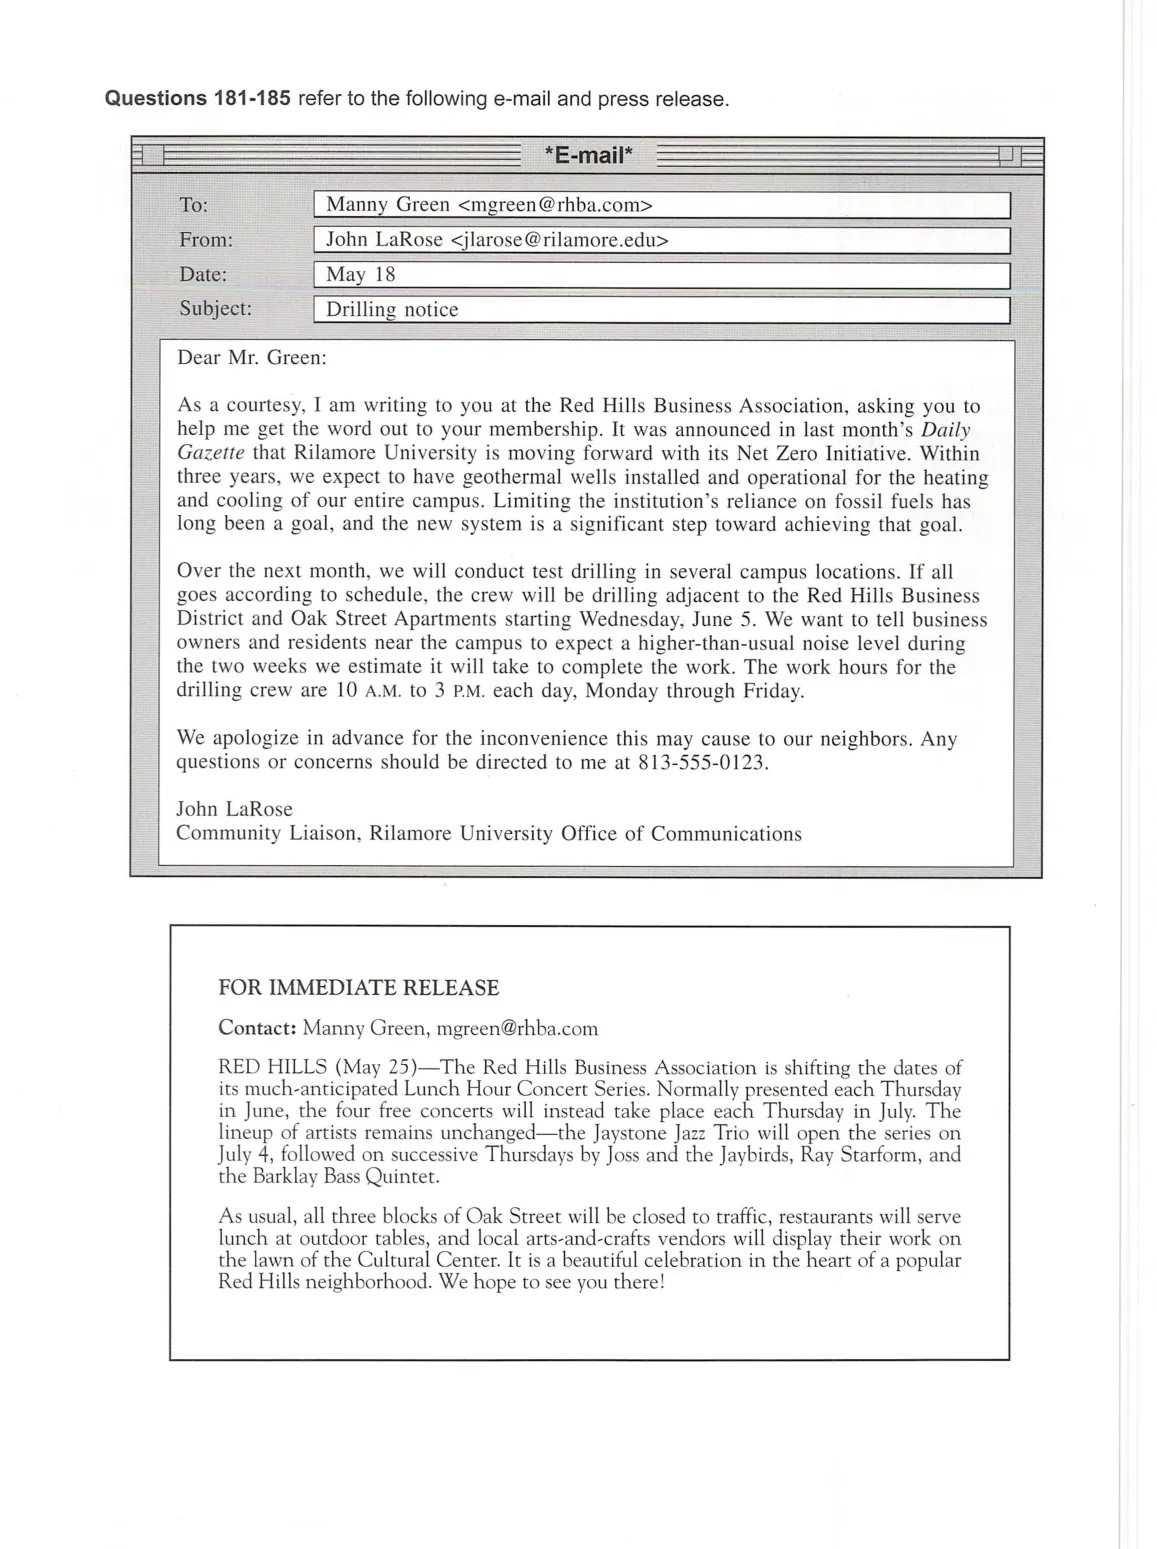 Questions 181-185 refer to the following e-mail and press release.
*E-mail*
To: Manny Green <mgreen@rhba.com>
From: John LaRose <jlarose@rilamore.edu>
Date: May 18
Subject: Drilling notice
Dear Mr. Green:
As a courtesy, I am writing to you at the Red Hills Business Association, asking you to
help me get the word out to your membership. It was announced in last month's Daily
Gazette that Rilamore University is moving forward with its Net Zero Initiative. Within
three years, we expect to have geothermal wells installed and operational for the heating
and cooling of our entire campus. Limiting the institution's reliance on fossil fuels has
long been a goal, and the new system is a significant step toward achieving that goal.
Over the next month, we will conduct test drilling in several campus locations. If all
goes according to schedule, the crew will be drilling adjacent to the Red Hills Business
District and Oak Street Apartments starting Wednesday, June 5. We want to tell business
owners and residents near the campus to expect a higher-than-usual noise level during
the two weeks we estimate it will take to complete the work. The work hours for the
drilling crew are 10 A.M. to 3 P.M. each day, Monday through Friday.
We apologize in advance for the inconvenience this may cause to our neighbors. Any
questions or concerns should be directed to me at 813-555-0123.
John LaRose
Community Liaison, Rilamore University Office of Communications
FOR IMMEDIATE RELEASE
Contact: Manny Green, mgreen@rhba.com
RED HILLS (May 25)—The Red Hills Business Association is shifting the dates of
its much-anticipated Lunch Hour Concert Series. Normally presented each Thursday
in June, the four free concerts will instead take place each Thursday in July. The
lineup of artists remains unchanged—the Jaystone Jazz Trio will open the series on
July 4, followed on successive Thursdays by Joss and the Jaybirds, Ray Starform, and
the Barklay Bass Quintet.
As usual, all three blocks of Oak Street will be closed to traffic, restaurants will serve
lunch at outdoor tables, and local arts-and-crafts vendors will display their work on
the lawn of the Cultural Center. It is a beautiful celebration in the heart of a popular
Red Hills neighborhood. We hope to see you there!